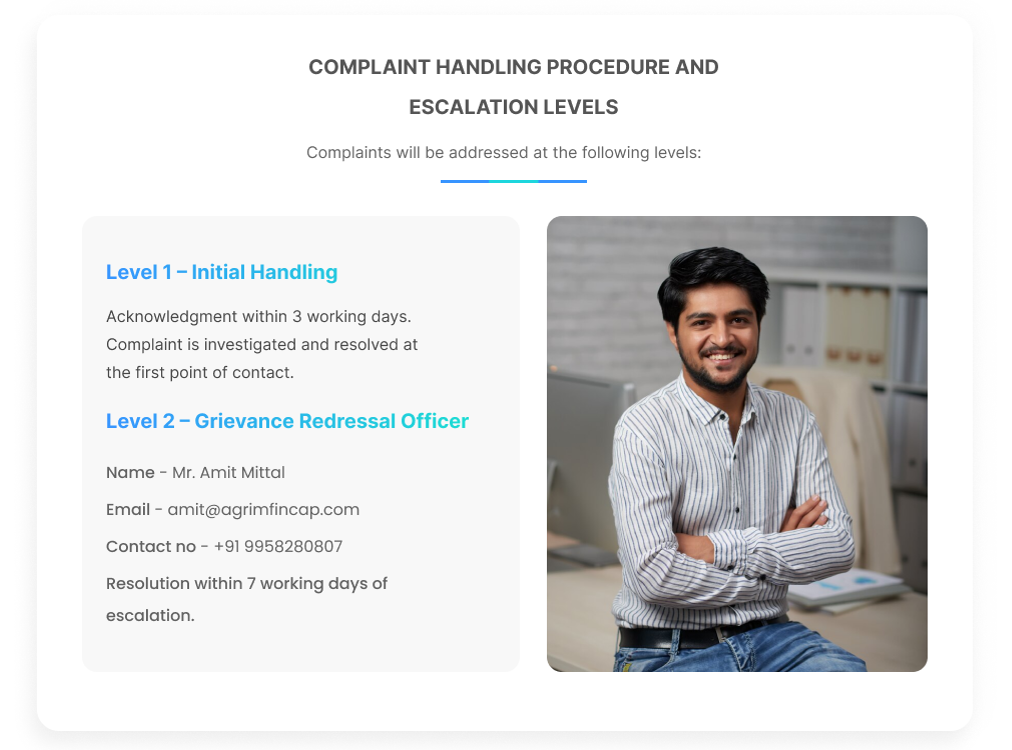 COMPLAINT HANDLING PROCEDURE AND
ESCALATION LEVELS
Complaints will be addressed at the following levels:
Level 1 – Initial Handling
Acknowledgment within 3 working days.
Complaint is investigated and resolved at
the first point of contact.
Level 2 – Grievance Redressal Officer
Name - Mr. Amit Mittal
Email - amit@agrimfincap.com
Contact no - +91 9958280807
Resolution within 7 working days of
escalation.